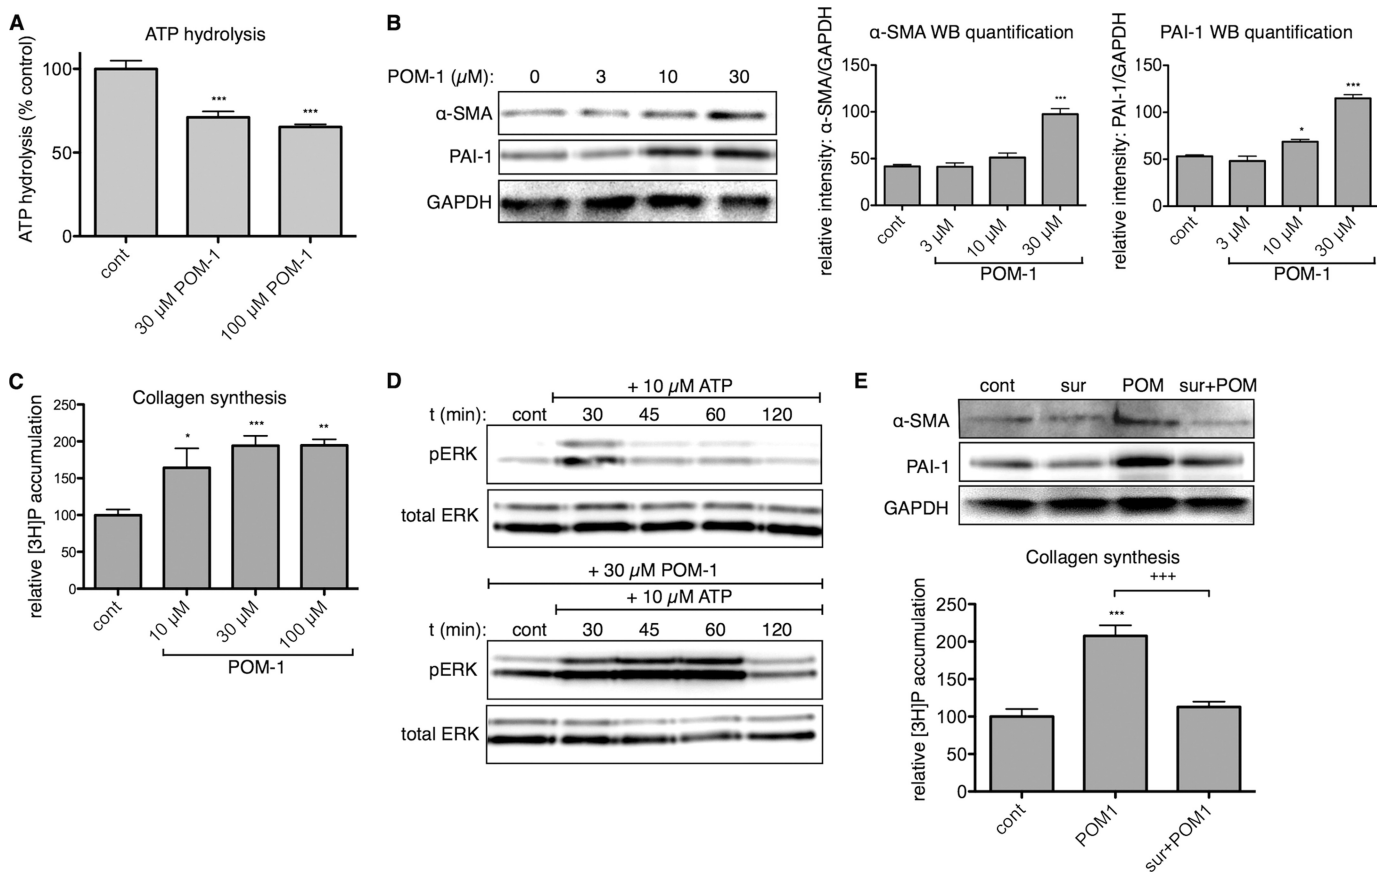 A
ATP hydrolysis
ATP hydrolysis (% control)
100
50
0
cont
30 µM POM-1
100 µM POM-1
***
***
B
POM-1 (µM): 0 3 10 30
α-SMA
PAI-1
GAPDH
α-SMA WB quantification
relative intensity: α-SMA/GAPDH
150
100
50
0
***
cont
3 µM
10 µM
30 µM
POM-1
PAI-1 WB quantification
relative intensity: PAI-1/GAPDH
150
100
50
0
*
***
cont
3 µM
10 µM
30 µM
POM-1
C
Collagen synthesis
relative [3H]P accumulation
250
200
150
100
50
0
*
***
**
cont
10 µM
30 µM
100 µM
POM-1
D
+ 10 µM ATP
t (min): cont 30 45 60 120
pERK
total ERK
+ 30 µM POM-1
+ 10 µM ATP
t (min): cont 30 45 60 120
pERK
total ERK
E
cont sur POM sur+POM
α-SMA
PAI-1
GAPDH
Collagen synthesis
relative [3H]P accumulation
250
200
150
100
50
0
***
+++
cont
POM1
sur+POM1